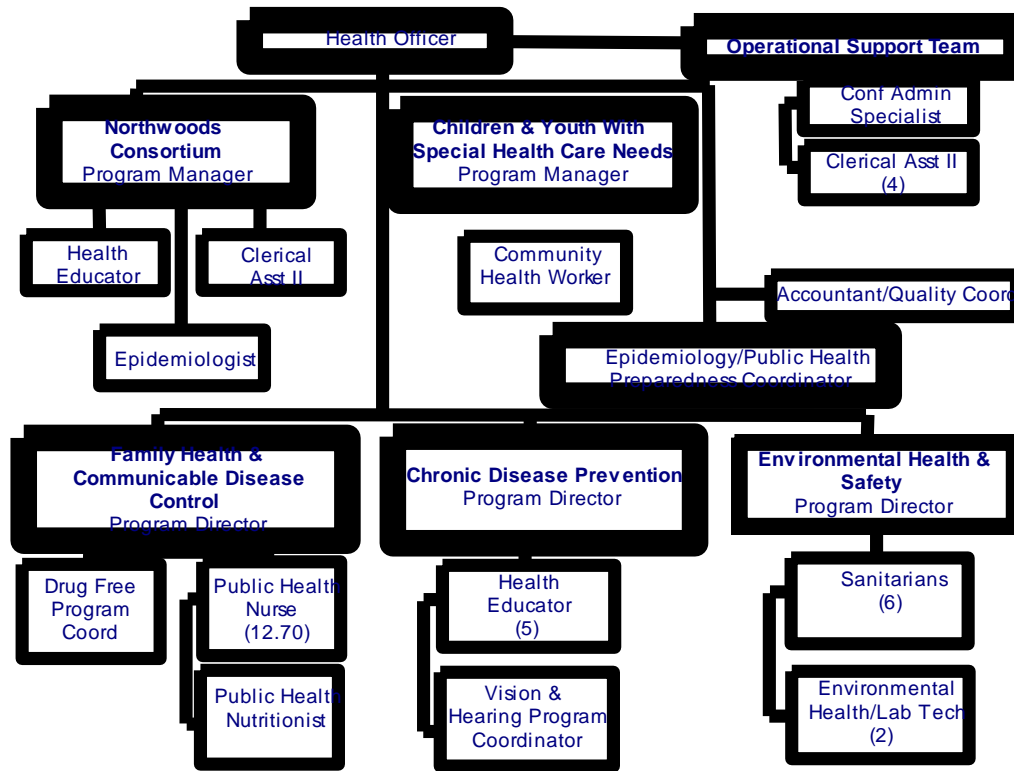 Health Officer
Operational Support Team
Conf Admin
Specialist
Clerical Asst II
(4)
Northwoods
Consortium
Program Manager
Children & Youth With
Special Health Care Needs
Program Manager
Health
Educator
Clerical
Asst II
Community
Health Worker
Accountant/Quality Coord
Epidemiologist
Epidemiology/Public Health
Preparedness Coordinator
Family Health &
Communicable Disease
Control
Program Director
Chronic Disease Prevention
Program Director
Environmental Health &
Safety
Program Director
Drug Free
Program
Coord
Public Health
Nurse
(12.70)
Health
Educator
(5)
Sanitarians
(6)
Public Health
Nutritionist
Vision &
Hearing Program
Coordinator
Environmental
Health/Lab Tech
(2)